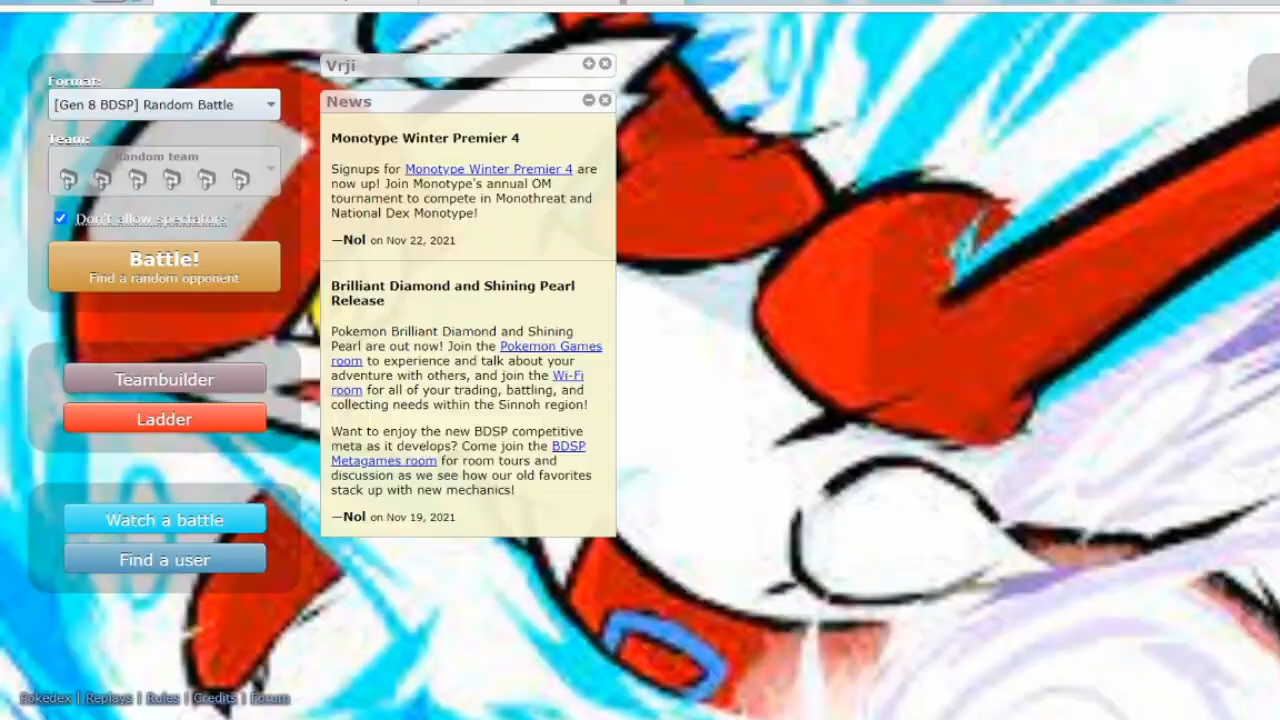 Format:
[Gen 8 BDSP] Random Battle
Team:
Random team
Don't allow spectators
Battle!
Find a random opponent
Teambuilder
Ladder
Watch a battle
Find a user
Vrji
News
Monotype Winter Premier 4
Signups for Monotype Winter Premier 4 are
now up! Join Monotype's annual OM
tournament to compete in Monothreat and
National Dex Monotype!
—Nol on Nov 22, 2021
Brilliant Diamond and Shining Pearl
Release
Pokemon Brilliant Diamond and Shining
Pearl are out now! Join the Pokemon Games
room to experience and talk about your
adventure with others, and join the Wi-Fi
room for all of your trading, battling, and
collecting needs within the Sinnoh region!
Want to enjoy the new BDSP competitive
meta as it develops? Come join the BDSP
Metagames room for room tours and
discussion as we see how our old favorites
stack up with new mechanics!
—Nol on Nov 19, 2021
Pokédex | Replays | Rules | Credits | Forum